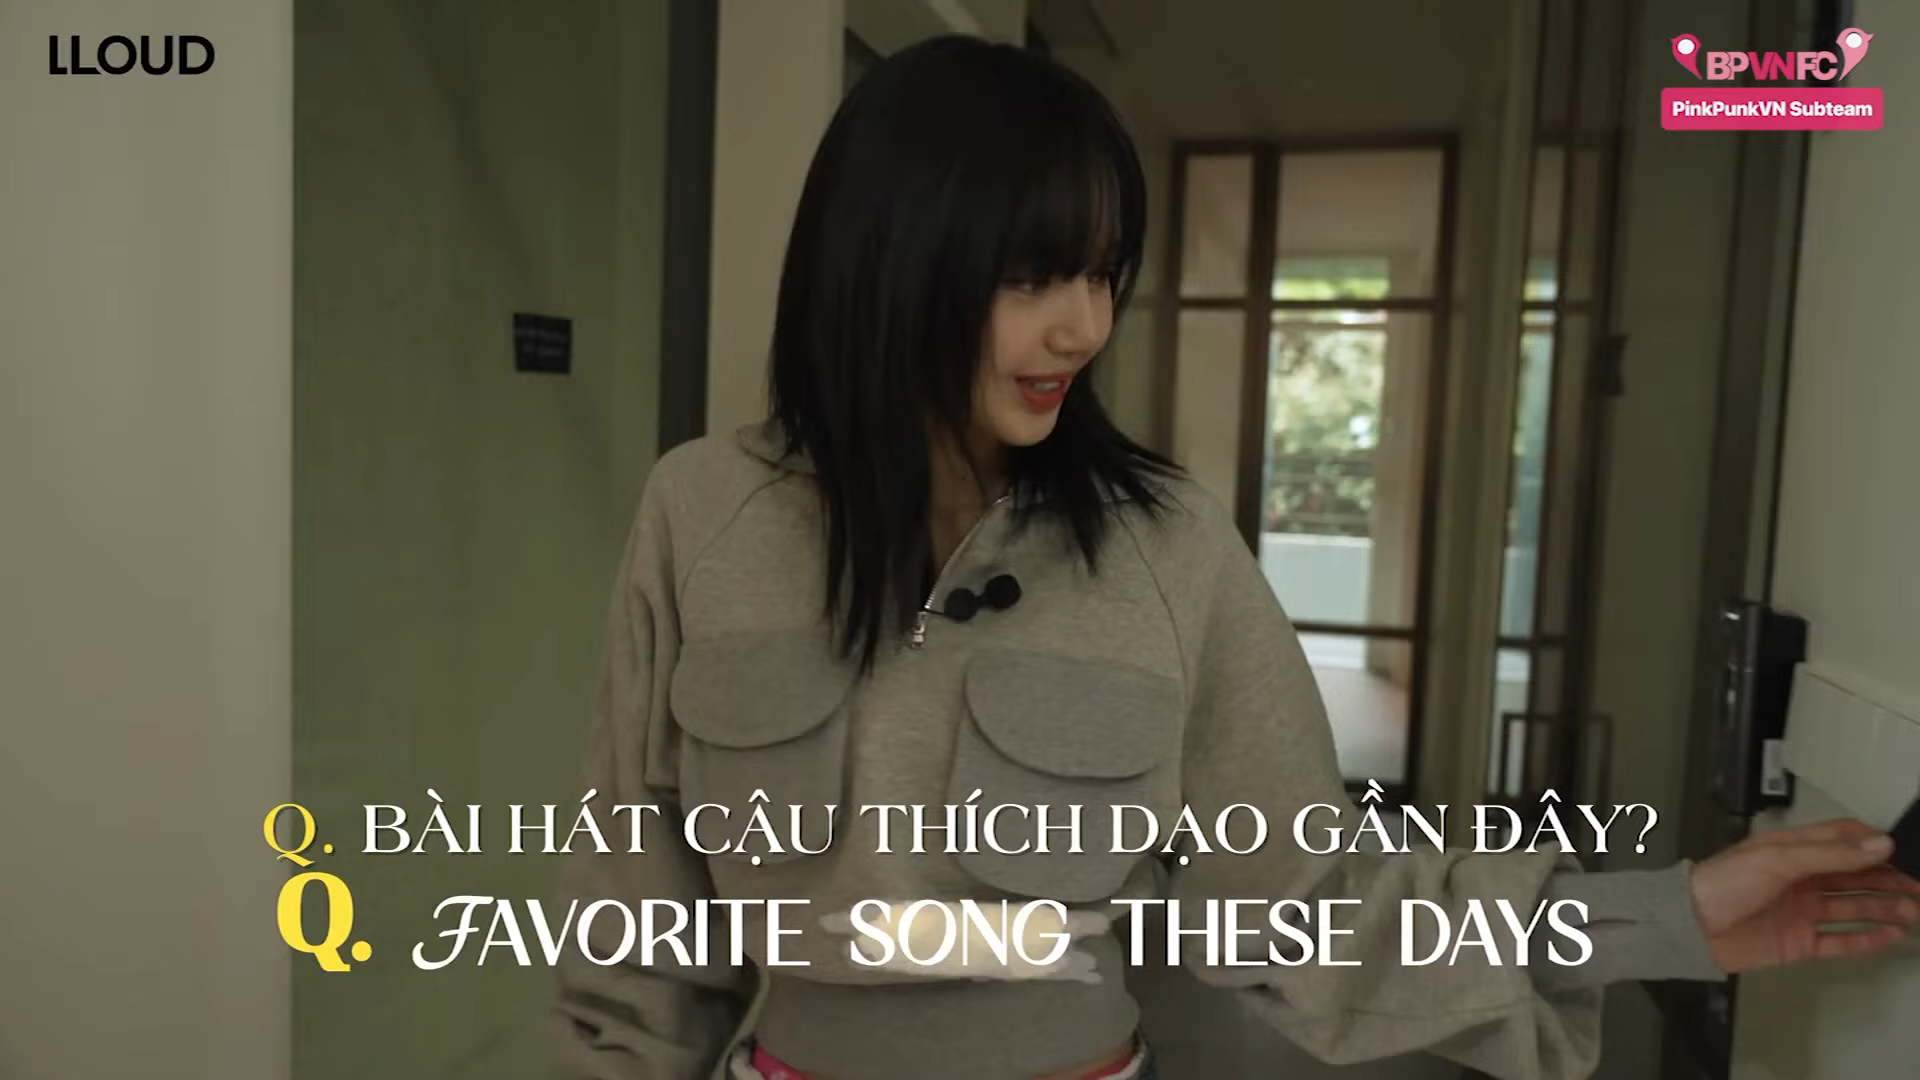 LLOUD
BPVNFC
PinkPunkVN Subteam
Q. BÀI HÁT CẬU THÍCH DẠO GẦN ĐÂY?
Q. FAVORITE SONG THESE DAYS